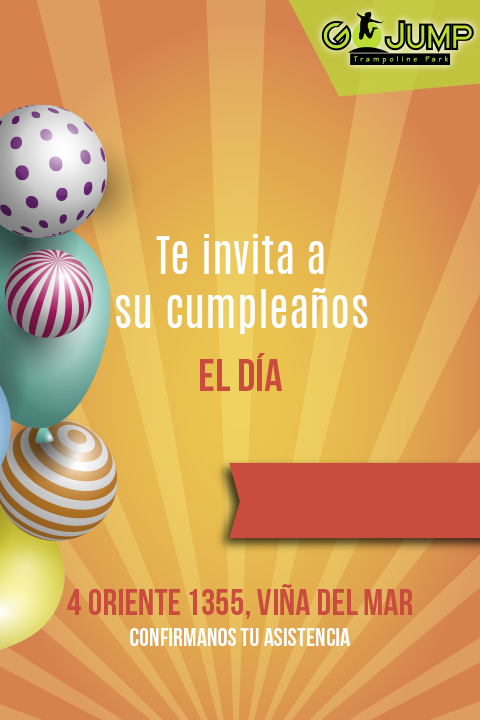 GO JUMP
Trampoline Park
Te invita a
su cumpleaños
EL DÍA
4 ORIENTE 1355, VIÑA DEL MAR
CONFIRMANOS TU ASISTENCIA